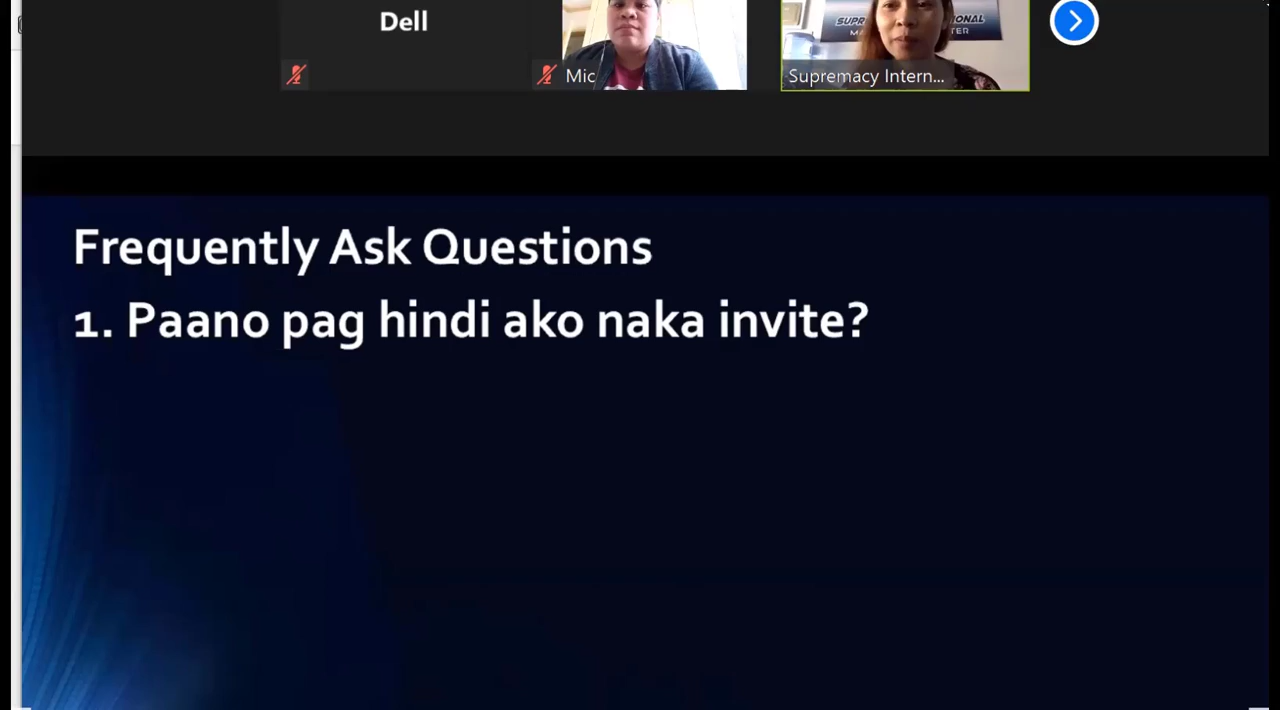 Dell
Mic
Supremacy Intern...
Frequently Ask Questions
1. Paano pag hindi ako naka invite?